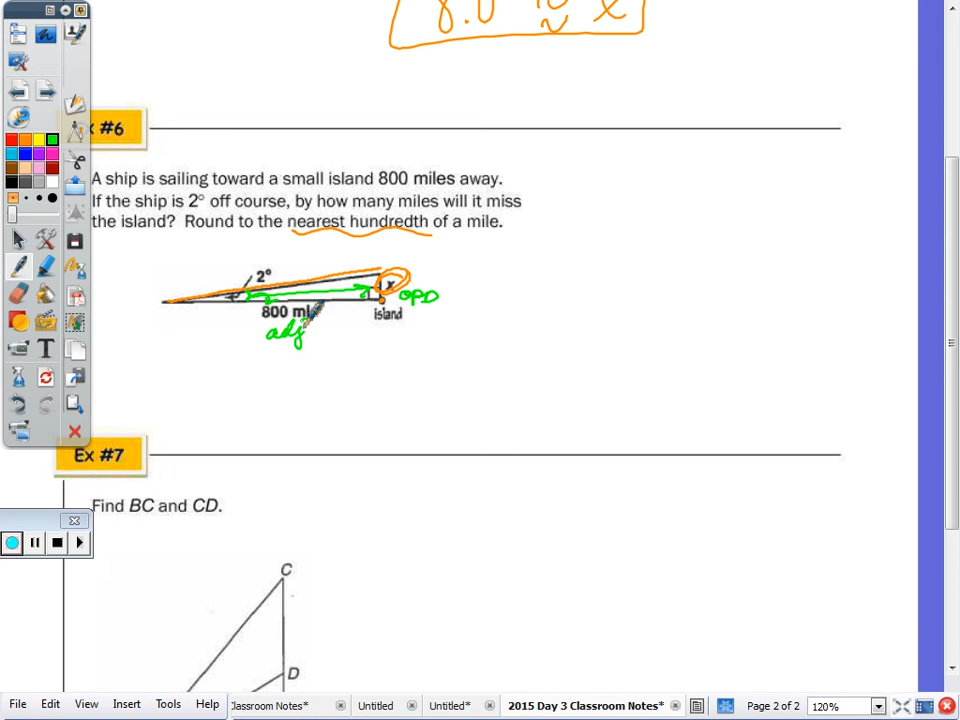 8.0 ≈ x
#6
A ship is sailing toward a small island 800 miles away.
If the ship is 2° off course, by how many miles will it miss
the island? Round to the nearest hundredth of a mile.
2°
x
opp
800 mi
island
adj
Ex #7
Find BC and CD.
C
D
File Edit View Insert Tools Help
Classroom Notes*
Untitled
Untitled*
2015 Day 3 Classroom Notes*
Page 2 of 2
120%